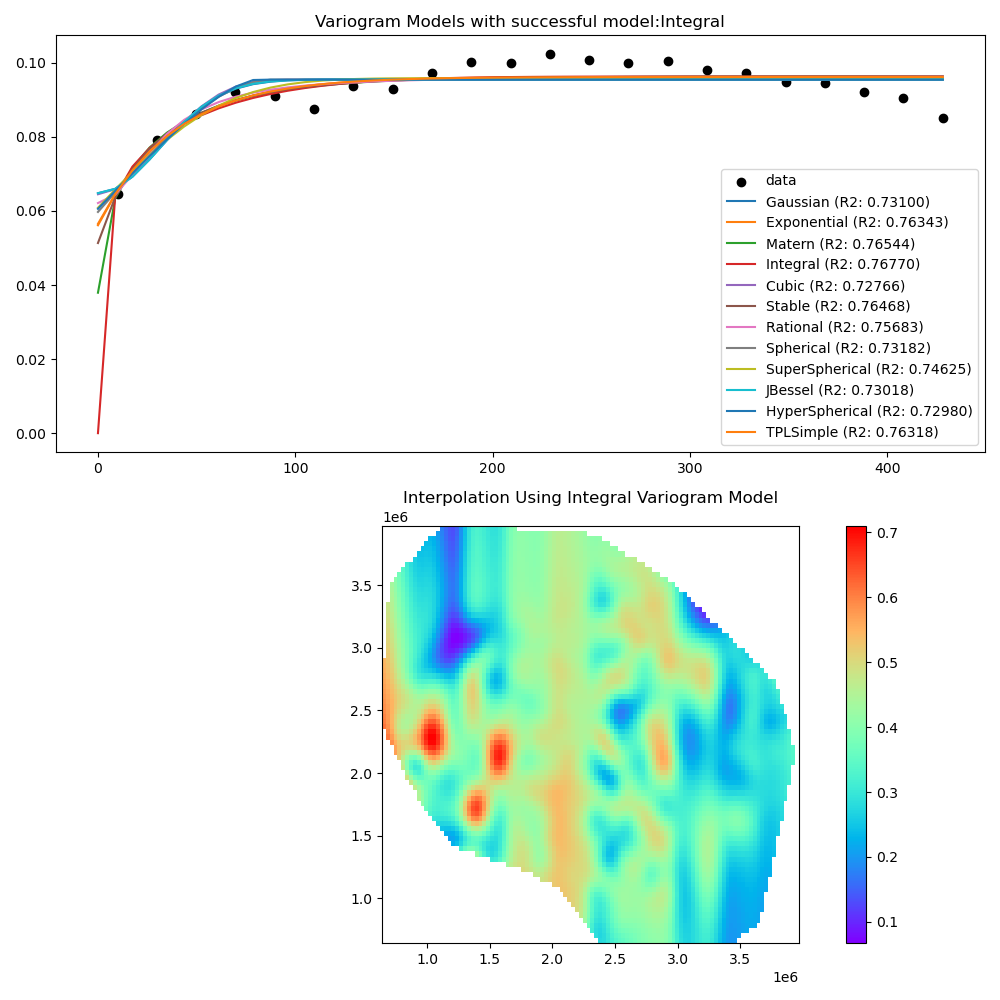 Variogram Models with successful model:Integral
0.10
0.08
0.06
0.04
0.02
0.00
0
100
200
300
400
data
Gaussian (R2: 0.73100)
Exponential (R2: 0.76343)
Matern (R2: 0.76544)
Integral (R2: 0.76770)
Cubic (R2: 0.72766)
Stable (R2: 0.76468)
Rational (R2: 0.75683)
Spherical (R2: 0.73182)
SuperSpherical (R2: 0.74625)
JBessel (R2: 0.73018)
HyperSpherical (R2: 0.72980)
TPLSimple (R2: 0.76318)
Interpolation Using Integral Variogram Model
1e6
3.5
3.0
2.5
2.0
1.5
1.0
1.0
1.5
2.0
2.5
3.0
3.5
1e6
0.7
0.6
0.5
0.4
0.3
0.2
0.1